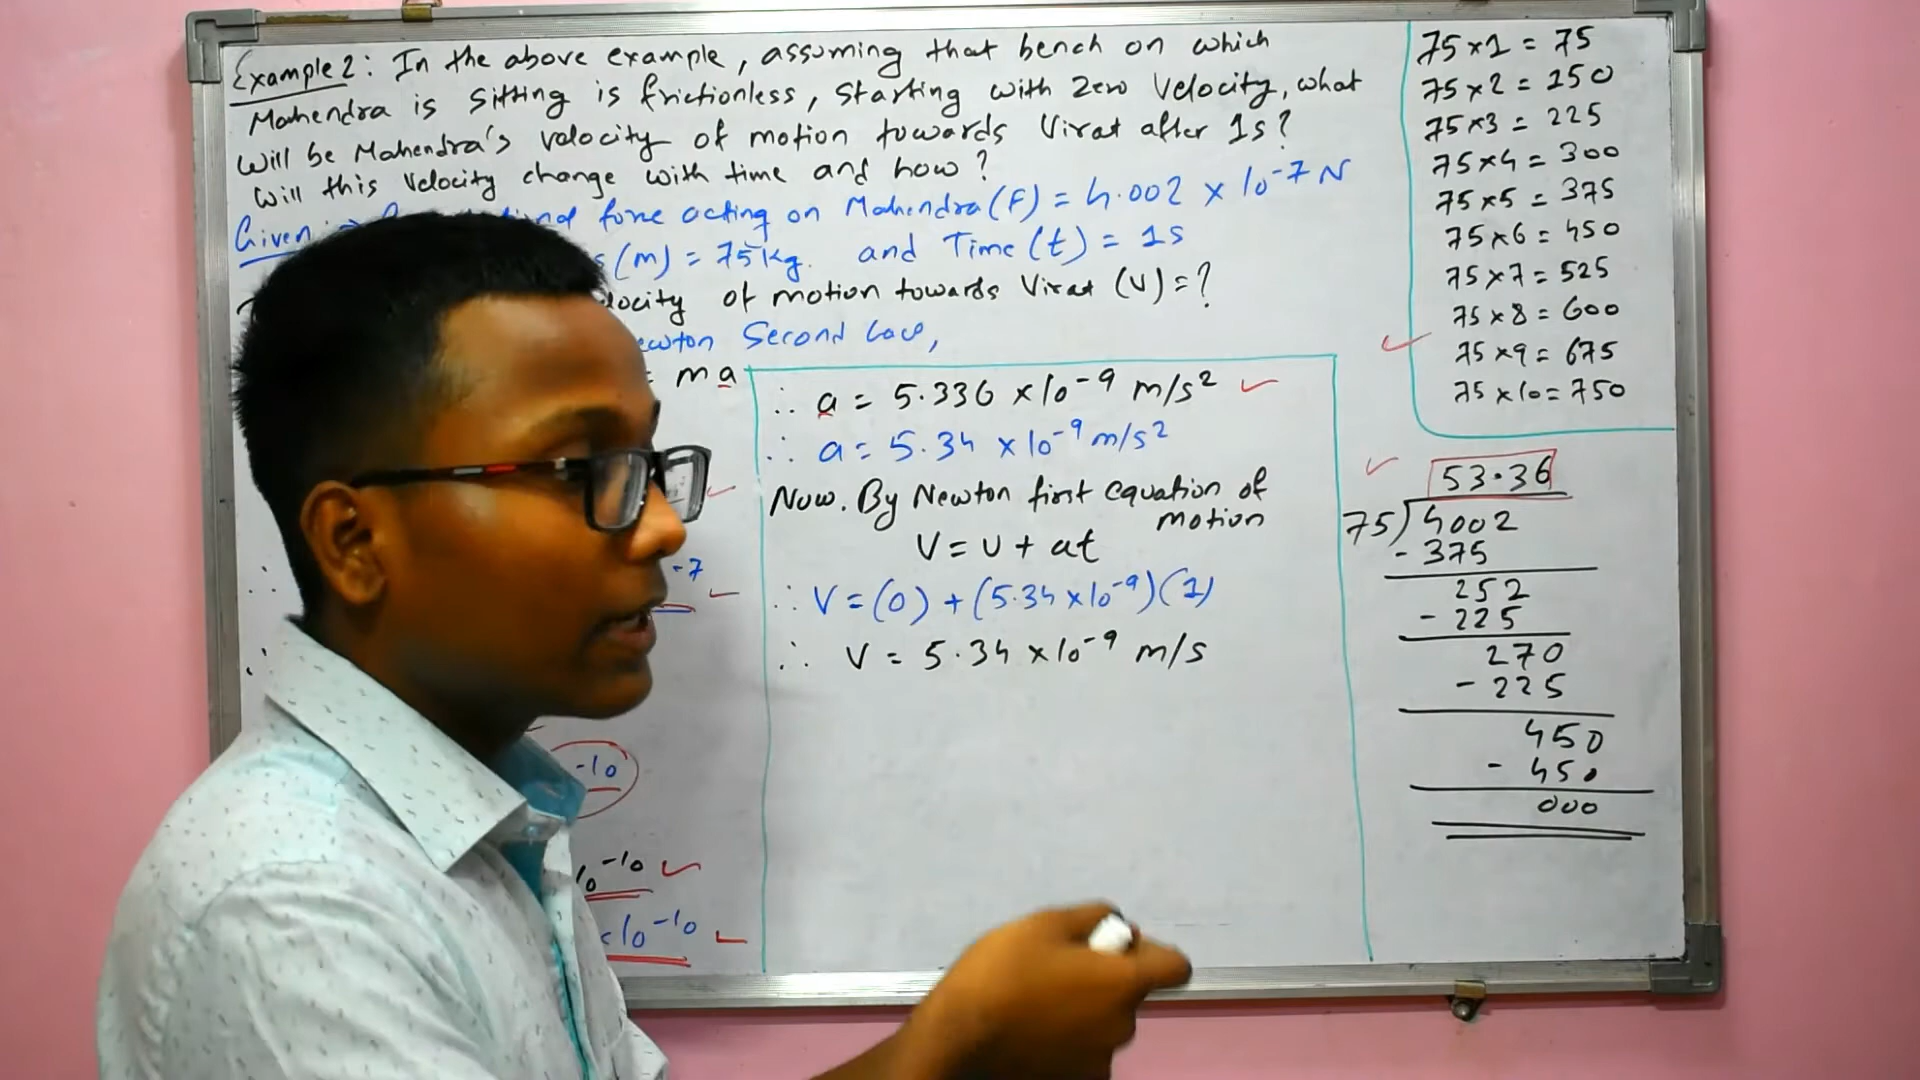 Example 2: In the above example, assuming that bench on which
Mahendra is sitting is frictionless, starting with zero velocity, what
will be Mahendra's velocity of motion towards Virat after 1s?
Will this velocity change with time and how?
Given: force acting on Mahendra (F) = 4.002 × 10⁻⁷ N
(m) = 75 kg. and Time (t) = 1s
of motion towards Virat (v) = ?
Second Law,
= ma
-7
-10
10⁻¹⁰
×10⁻¹⁰
∴ a = 5.336 ×10⁻⁹ m/s²
∴ a = 5.34 ×10⁻⁹ m/s²
Now. By Newton first equation of
motion
V = u + at
∴ V = (0) + (5.34 ×10⁻⁹)(1)
∴ V = 5.34 ×10⁻⁹ m/s
75×1 = 75
75×2 = 150
75×3 = 225
75×4 = 300
75×5 = 375
75×6 = 450
75×7 = 525
75×8 = 600
75×9 = 675
75×10 = 750
53.36
75)4002
- 375
252
- 225
270
- 225
450
- 450
000